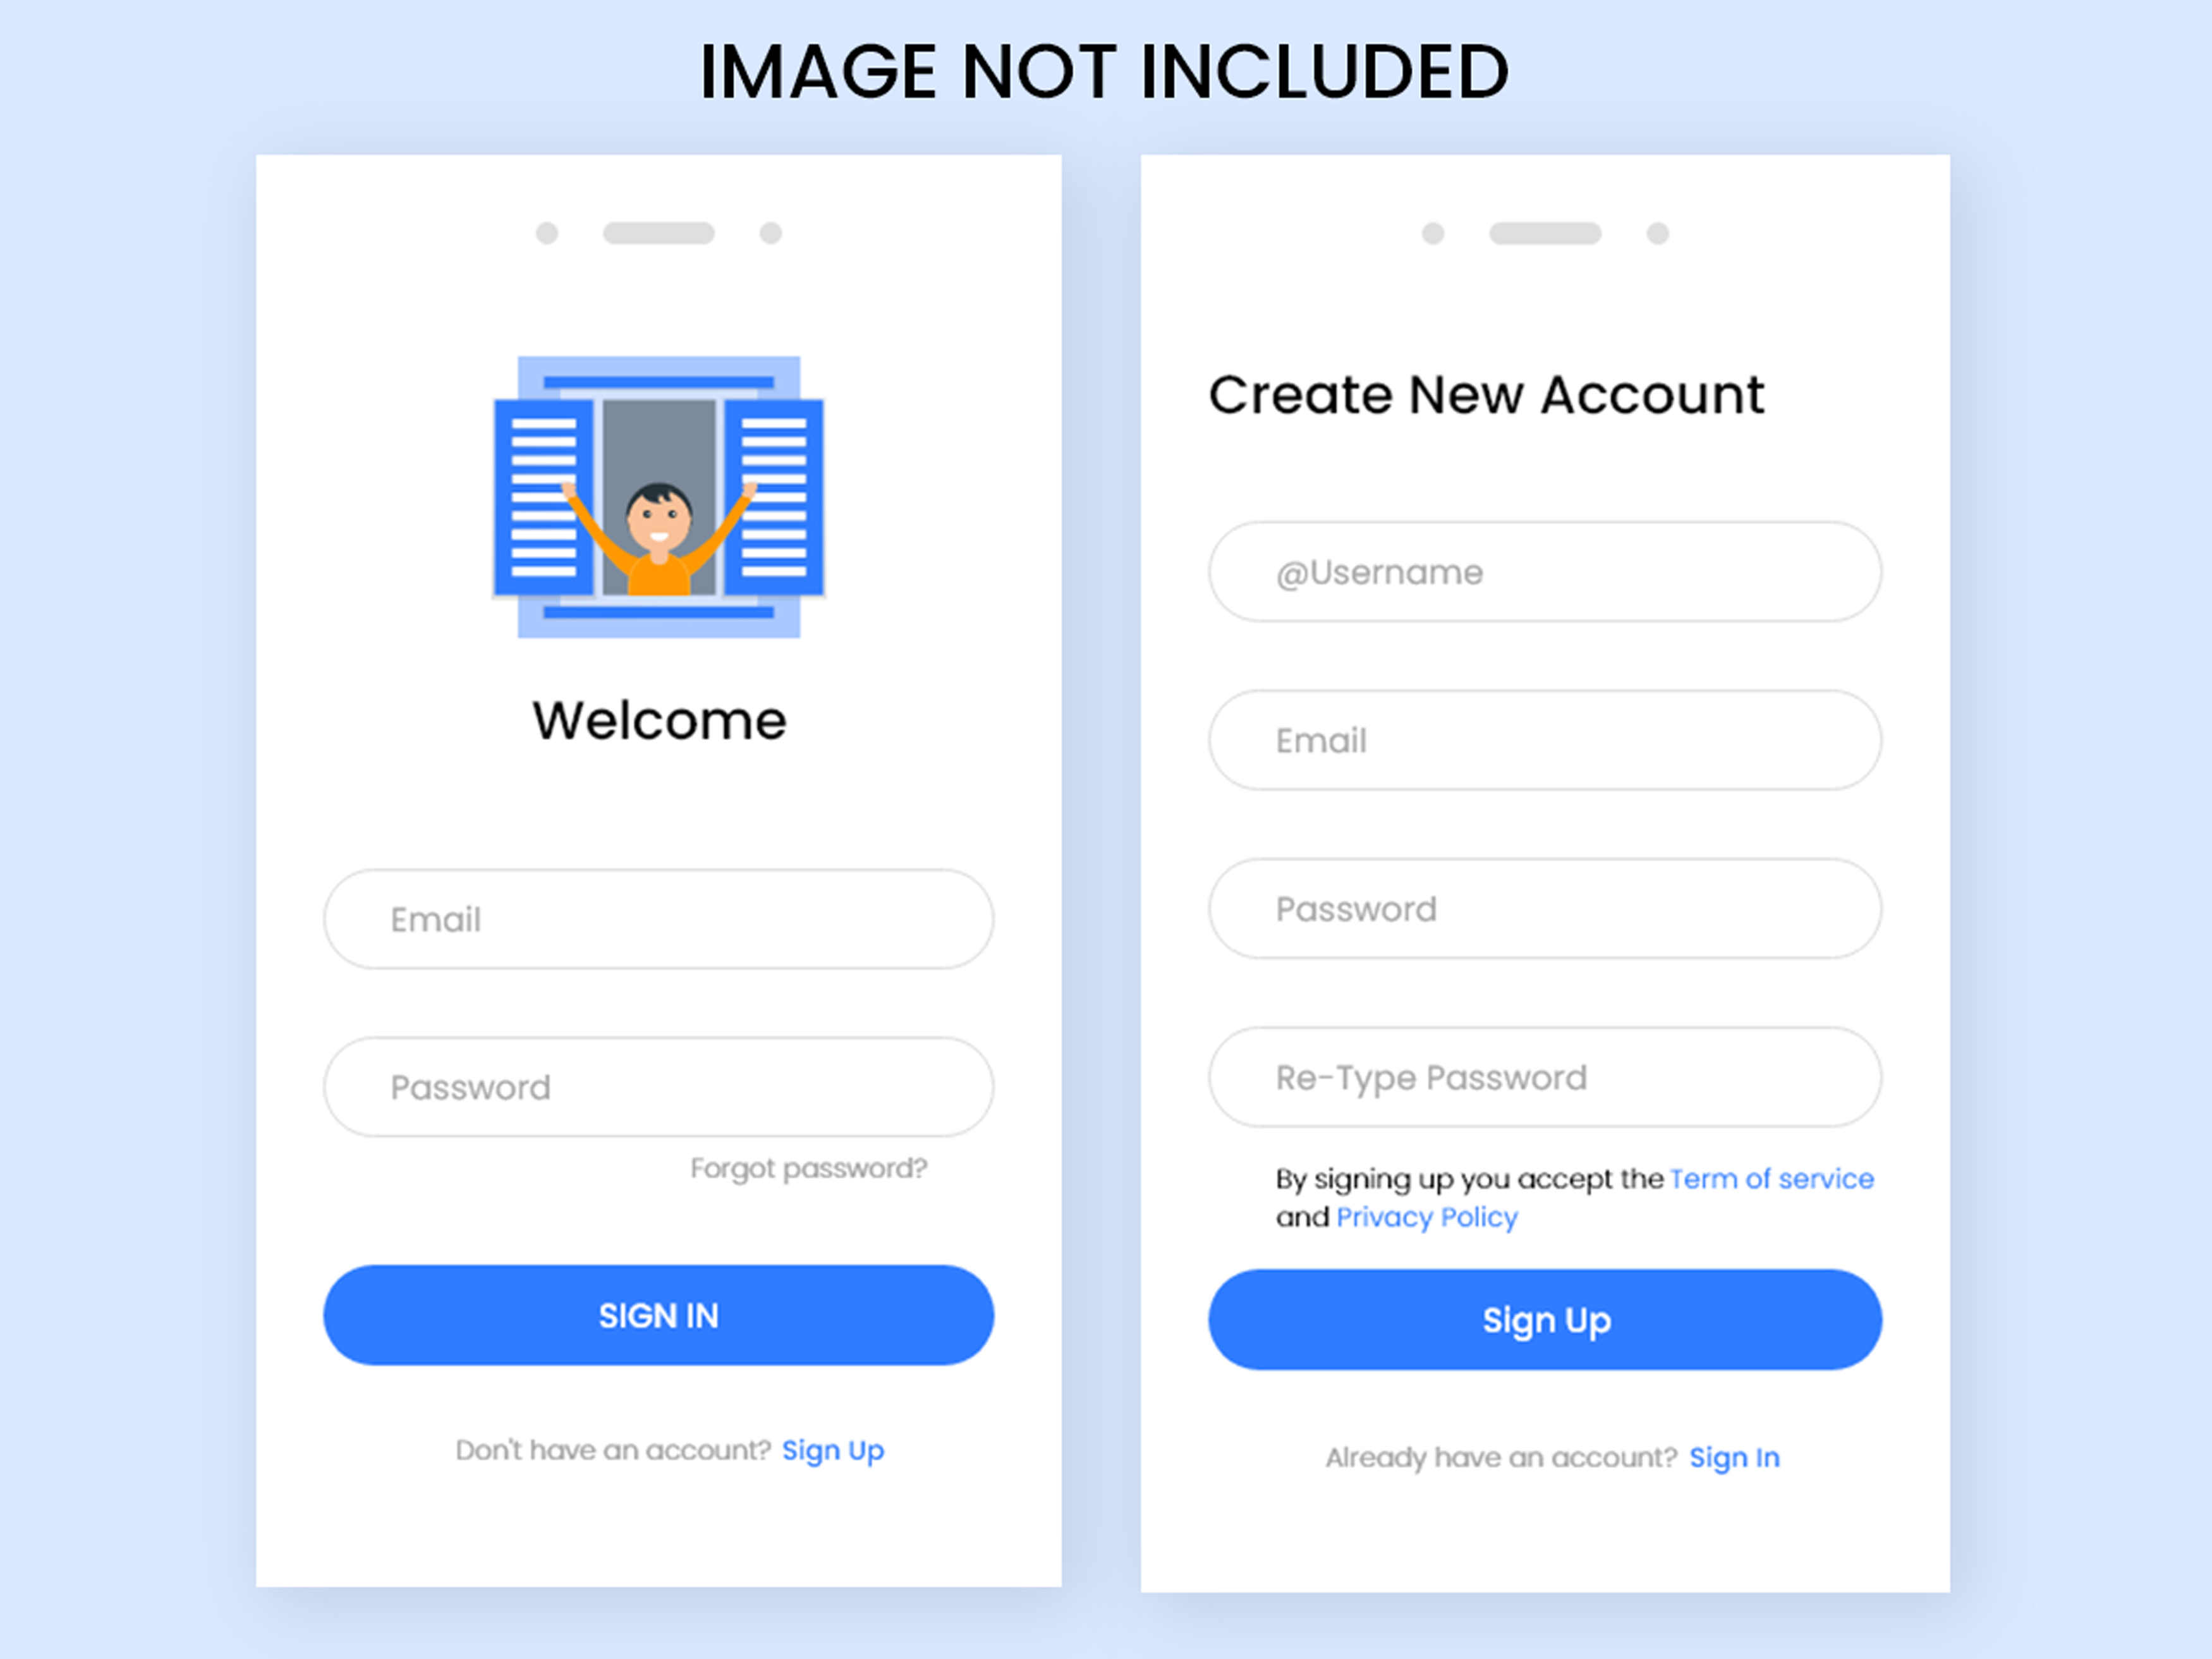 IMAGE NOT INCLUDED
Welcome
Email
Password
Forgot password?
SIGN IN
Don't have an account? Sign Up
Create New Account
@Username
Email
Password
Re-Type Password
By signing up you accept the Term of service
and Privacy Policy
Sign Up
Already have an account? Sign In